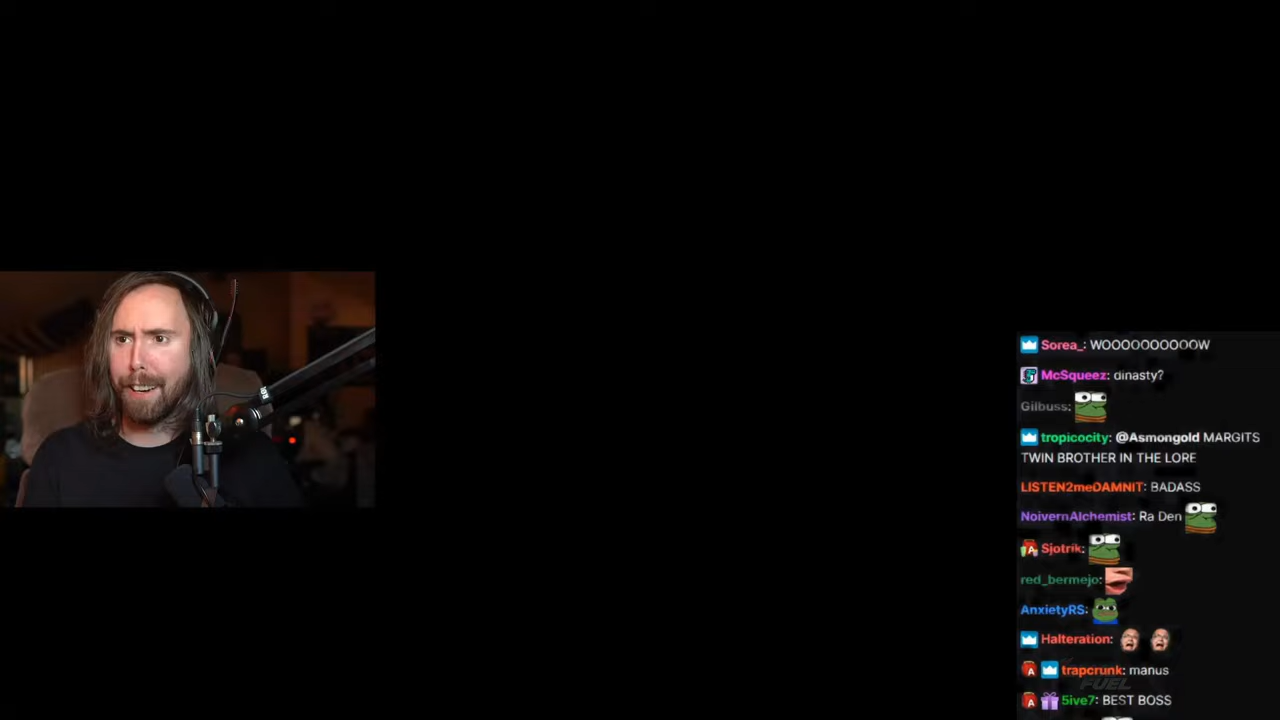 Sorea_: WOOOOOOOOOOW
McSqueez: dinasty?
Gilbuss:
tropicocity: @Asmongold MARGITS
TWIN BROTHER IN THE LORE
LISTEN2meDAMNIT: BADASS
NoivernAlchemist: Ra Den
Sjotrik:
red_bermejo:
AnxietyRS:
Halteration:
trapcrunk: manus
FUEL
5ive7: BEST BOSS